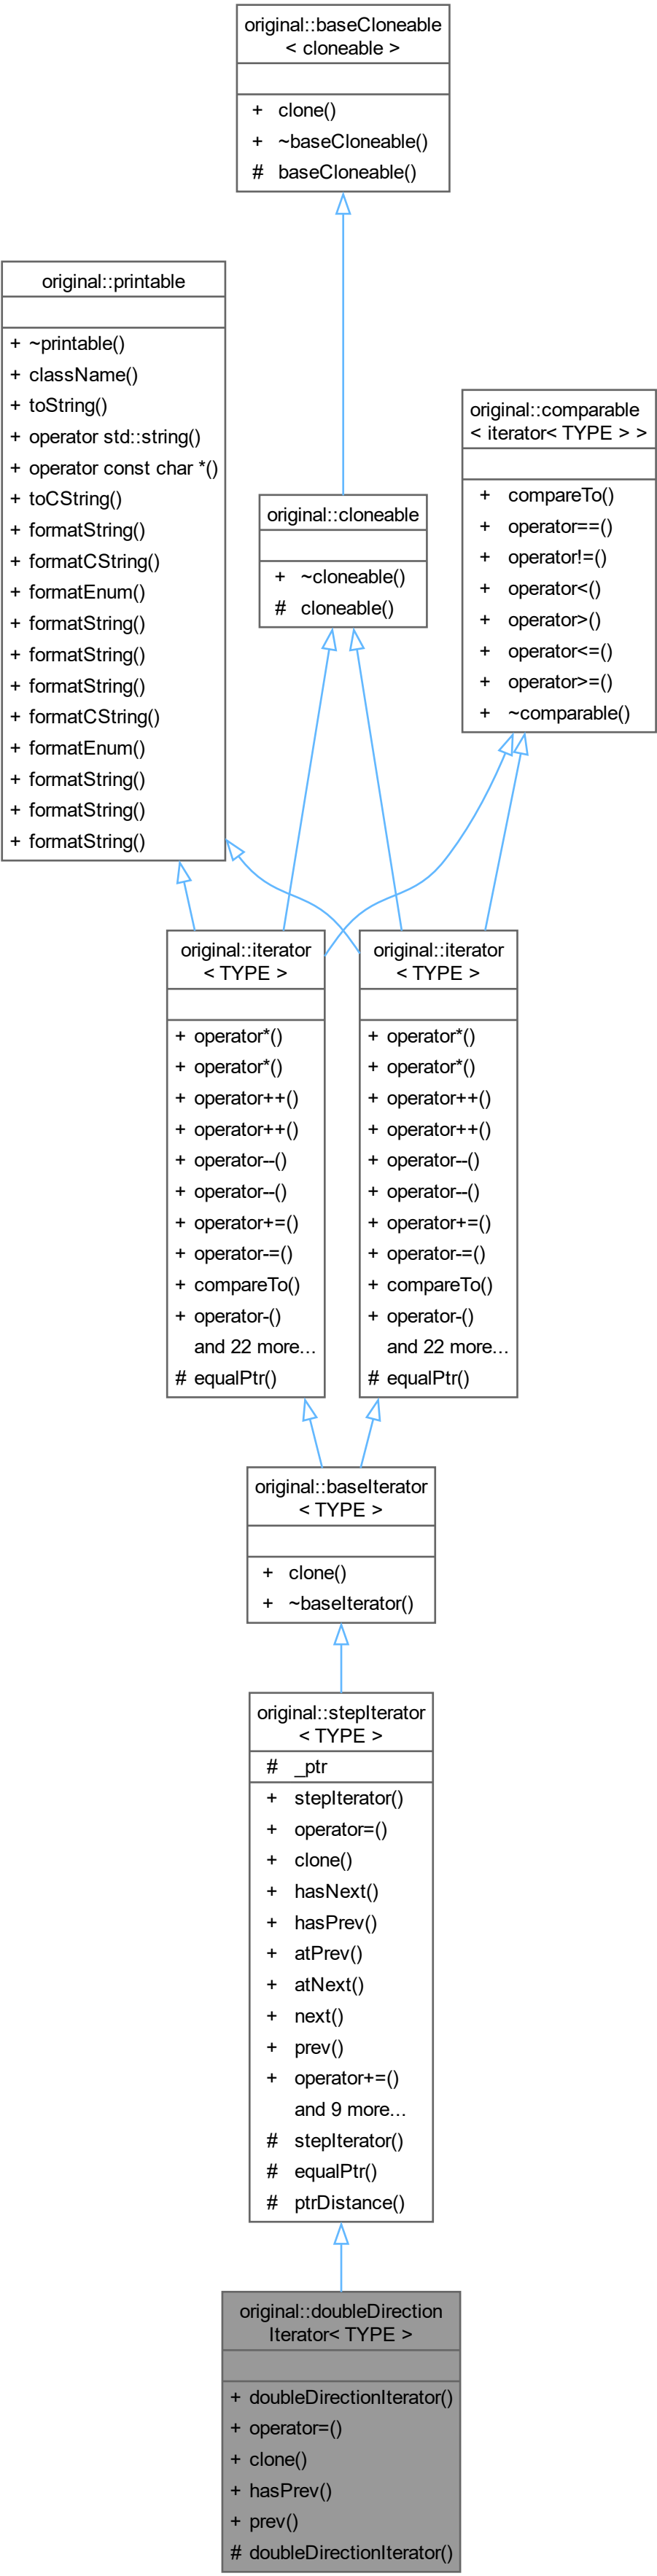 original::baseCloneable
< cloneable >
+ clone()
+ ~baseCloneable()
# baseCloneable()
original::printable
+ ~printable()
+ className()
+ toString()
+ operator std::string()
+ operator const char *()
+ toCString()
+ formatString()
+ formatCString()
+ formatEnum()
+ formatString()
+ formatString()
+ formatString()
+ formatCString()
+ formatEnum()
+ formatString()
+ formatString()
+ formatString()
original::comparable
< iterator< TYPE > >
+ compareTo()
+ operator==()
+ operator!=()
+ operator<()
+ operator>()
+ operator<=()
+ operator>=()
+ ~comparable()
original::cloneable
+ ~cloneable()
# cloneable()
original::iterator
< TYPE >
+ operator*()
+ operator*()
+ operator++()
+ operator++()
+ operator--()
+ operator--()
+ operator+=()
+ operator-=()
+ compareTo()
+ operator-()
and 22 more...
# equalPtr()
original::iterator
< TYPE >
+ operator*()
+ operator*()
+ operator++()
+ operator++()
+ operator--()
+ operator--()
+ operator+=()
+ operator-=()
+ compareTo()
+ operator-()
and 22 more...
# equalPtr()
original::baseIterator
< TYPE >
+ clone()
+ ~baseIterator()
original::stepIterator
< TYPE >
# _ptr
+ stepIterator()
+ operator=()
+ clone()
+ hasNext()
+ hasPrev()
+ atPrev()
+ atNext()
+ next()
+ prev()
+ operator+=()
and 9 more...
# stepIterator()
# equalPtr()
# ptrDistance()
original::doubleDirection
Iterator< TYPE >
+ doubleDirectionIterator()
+ operator=()
+ clone()
+ hasPrev()
+ prev()
# doubleDirectionIterator()